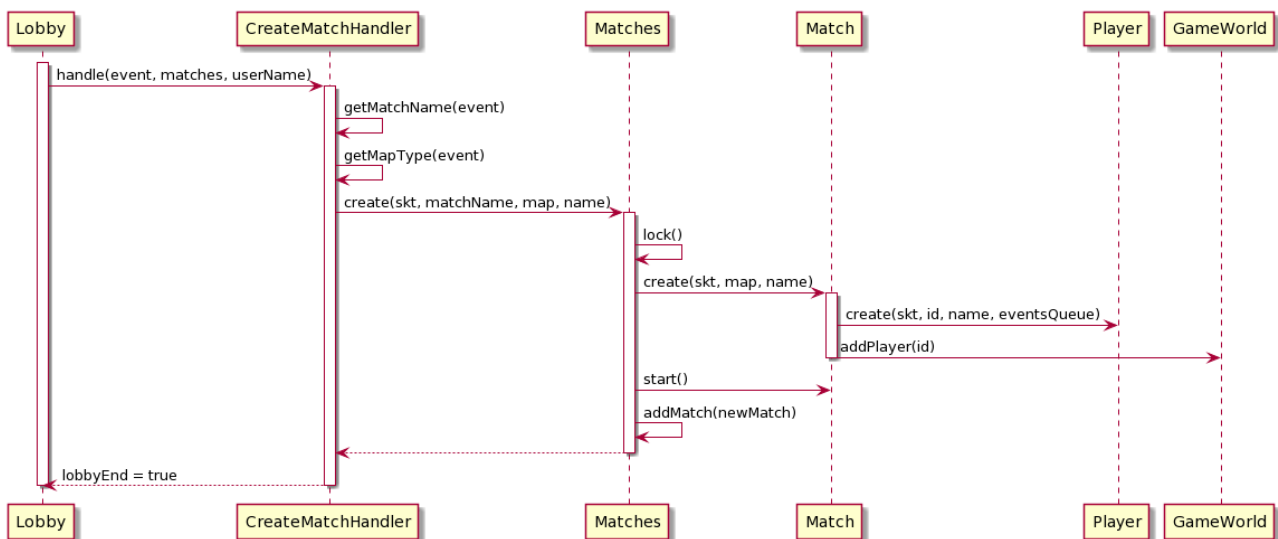 Lobby CreateMatchHandler Matches Match Player GameWorld
handle(event, matches, userName)
getMatchName(event)
getMapType(event)
create(skt, matchName, map, name)
lock()
create(skt, map, name)
create(skt, id, name, eventsQueue)
addPlayer(id)
start()
addMatch(newMatch)
lobbyEnd = true
Lobby CreateMatchHandler Matches Match Player GameWorld